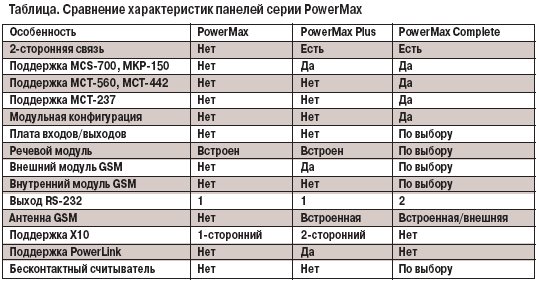 Таблица. Сравнение характеристик панелей серии PowerMax
Особенность PowerMax PowerMax Plus PowerMax Complete
2-сторонняя связь Нет Есть Есть
Поддержка MCS-700, MKP-150 Нет Да Да
Поддержка MCT-560, MCT-442 Нет Нет Да
Поддержка MCT-237 Нет Нет Да
Модульная конфигурация Нет Нет Да
Плата входов/выходов Нет Нет По выбору
Речевой модуль Встроен Встроен По выбору
Внешний модуль GSM Нет Да По выбору
Внутренний модуль GSM Нет Нет По выбору
Выход RS-232 1 1 2
Антенна GSM Нет Встроенная Встроенная/внешняя
Поддержка X10 1-сторонний 2-сторонний Нет
Поддержка PowerLink Нет Да Нет
Бесконтактный считыватель Нет Нет По выбору